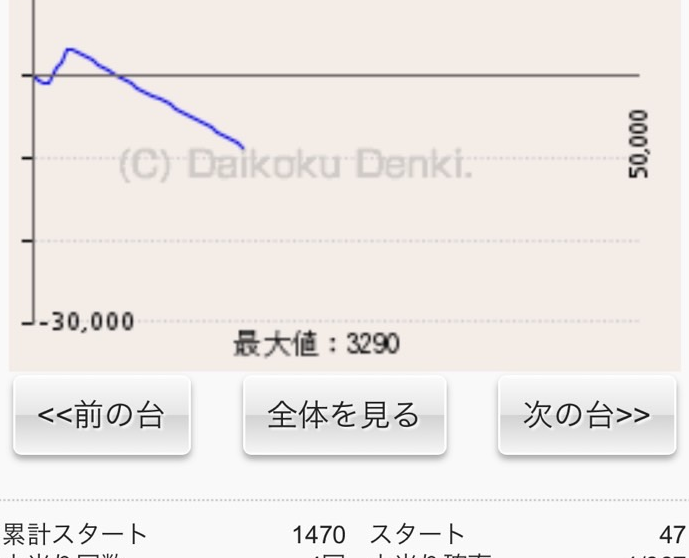 50,000
(C) Daikoku Denki.
-30,000
最大値：3290
<<前の台 全体を見る 次の台>>
累計スタート 1470 スタート 47